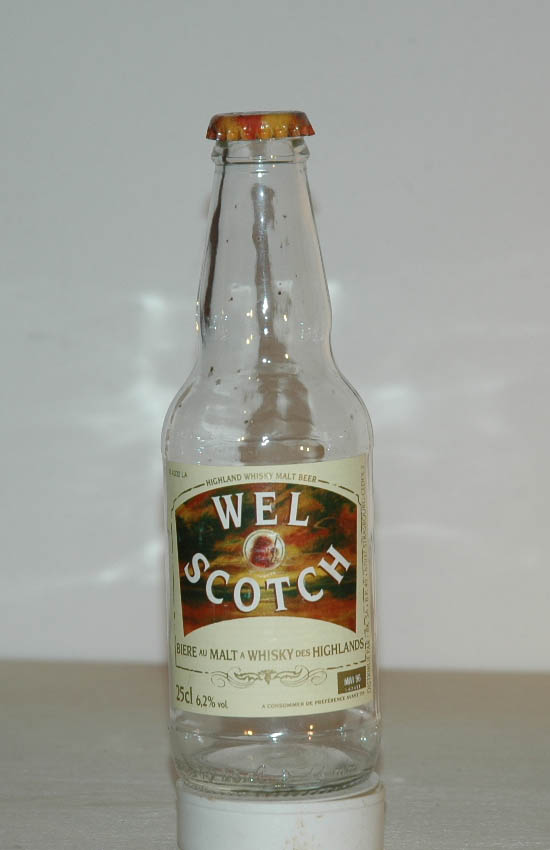 HIGHLAND WHISKY MALT BEER
WEL
SCOTCH
BIERE AU MALT A WHISKY DES HIGHLANDS
25cl 6,2% vol.
A CONSOMMER DE PRÉFÉRENCE AVANT FIN